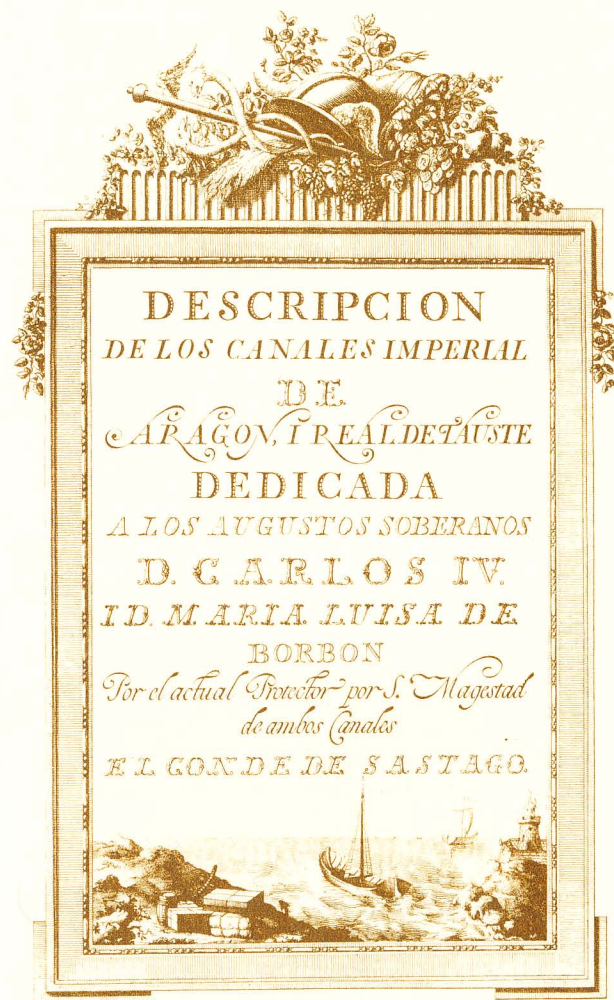 DESCRIPCION
DE LOS CANALES IMPERIAL
DE
ARAGON, I REAL DE TAUSTE
DEDICADA
A LOS AUGUSTOS SOBERANOS
D. CARLOS IV.
I D. MARIA LUISA DE
BORBON
Por el actual Protector por S. Magestad
de ambos Canales
EL CONDE DE SASTAGO.